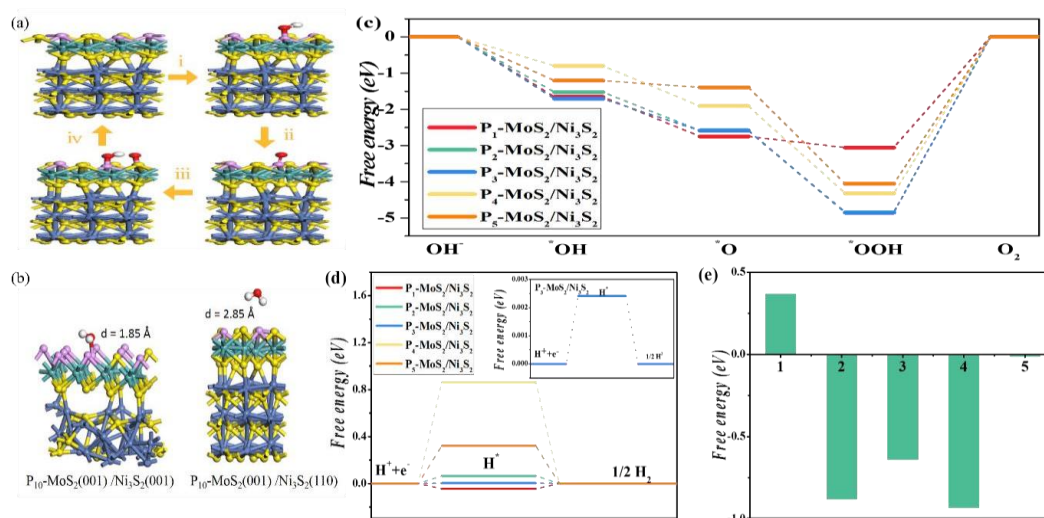 (a)
i
ii
iii
iv
(b)
d = 1.85 Å
d = 2.85 Å
P₁₀-MoS₂(001) /Ni₃S₂(001)
P₁₀-MoS₂(001) /Ni₃S₂(110)
(c)
Free energy (eV)
0
-1
-2
-3
-4
-5
P₁-MoS₂/Ni₃S₂
P₂-MoS₂/Ni₃S₂
P₃-MoS₂/Ni₃S₂
P₄-MoS₂/Ni₃S₂
P₅-MoS₂/Ni₃S₂
OH⁻
*OH
*O
*OOH
O₂
(d)
Free energy (eV)
1.6
1.2
0.8
0.4
0.0
P₁-MoS₂/Ni₃S₂
P₂-MoS₂/Ni₃S₂
P₃-MoS₂/Ni₃S₂
P₄-MoS₂/Ni₃S₂
P₅-MoS₂/Ni₃S₂
H⁺+e⁻
H*
1/2 H₂
Free energy (eV)
0.003
0.002
0.001
0.000
P₃-MoS₂/Ni₃S₂
H*
H⁺+e⁻
(e)
Free energy (eV)
0.5
0.0
-0.5
-1.0
1
2
3
4
5